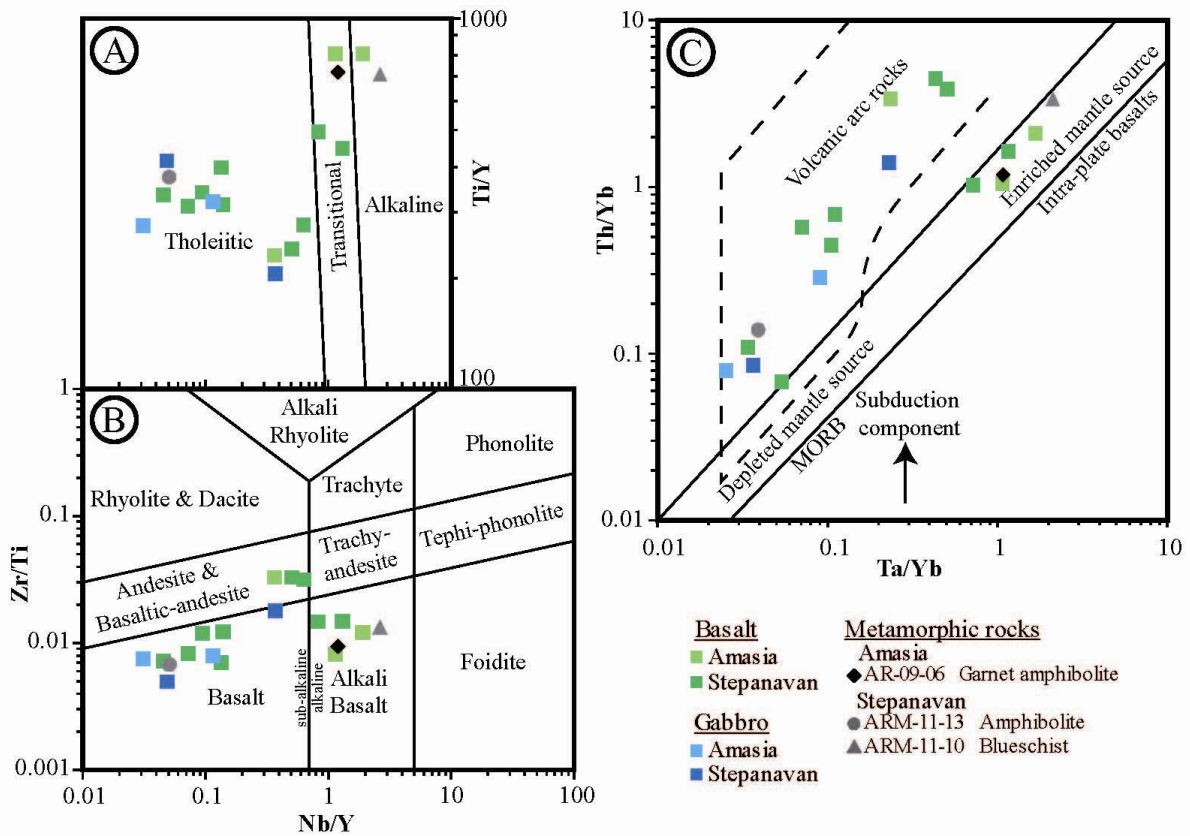 A
1000
Ti/Y
100
Tholeiitic
Transitional
Alkaline
B
1
0.1
0.01
0.001
Zr/Ti
Alkali
Rhyolite
Phonolite
Rhyolite & Dacite
Trachyte
Tephi-phonolite
Trachy-
andesite
Andesite &
Basaltic-andesite
Basalt
sub-alkaline
alkaline
Alkali
Basalt
Foidite
0.01
0.1
1
10
100
Nb/Y
C
10
1
0.1
0.01
Th/Yb
Volcanic arc rocks
Enriched mantle source
Intra-plate basalts
Depleted mantle source
MORB
Subduction
component
0.01
0.1
1
10
Ta/Yb
Basalt
Amasia
Stepanavan
Gabbro
Amasia
Stepanavan
Metamorphic rocks
Amasia
AR-09-06 Garnet amphibolite
Stepanavan
ARM-11-13 Amphibolite
ARM-11-10 Blueschist